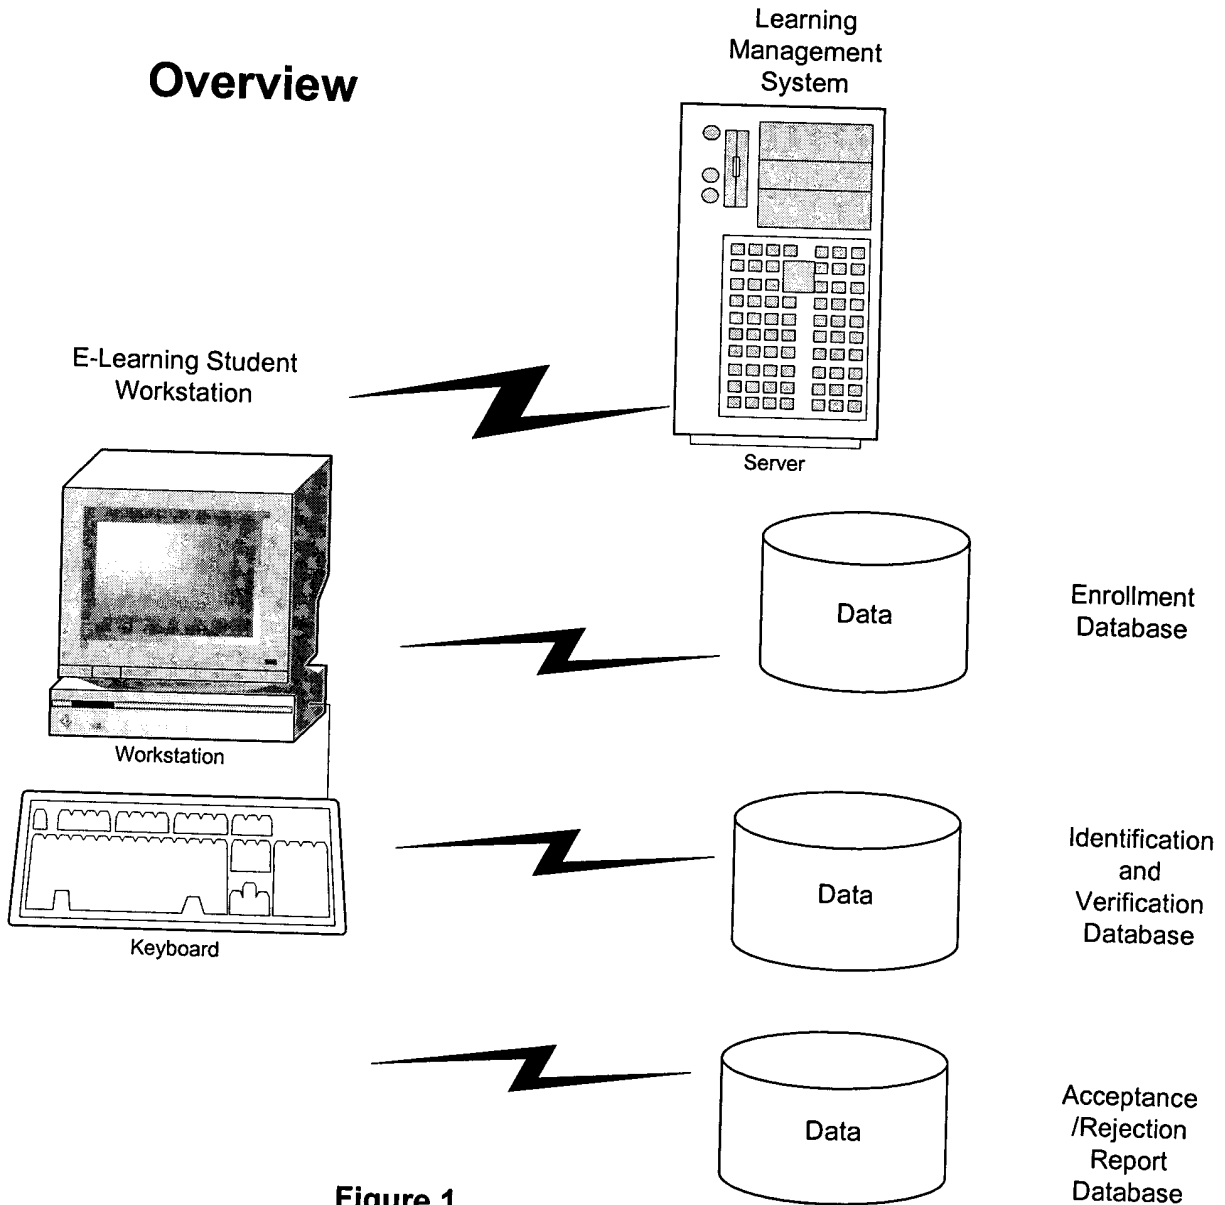 Overview
Learning
Management
System
Server
E-Learning Student
Workstation
Workstation
Keyboard
Data
Enrollment
Database
Data
Identification
and
Verification
Database
Data
Acceptance
/Rejection
Report
Database
Figure 1